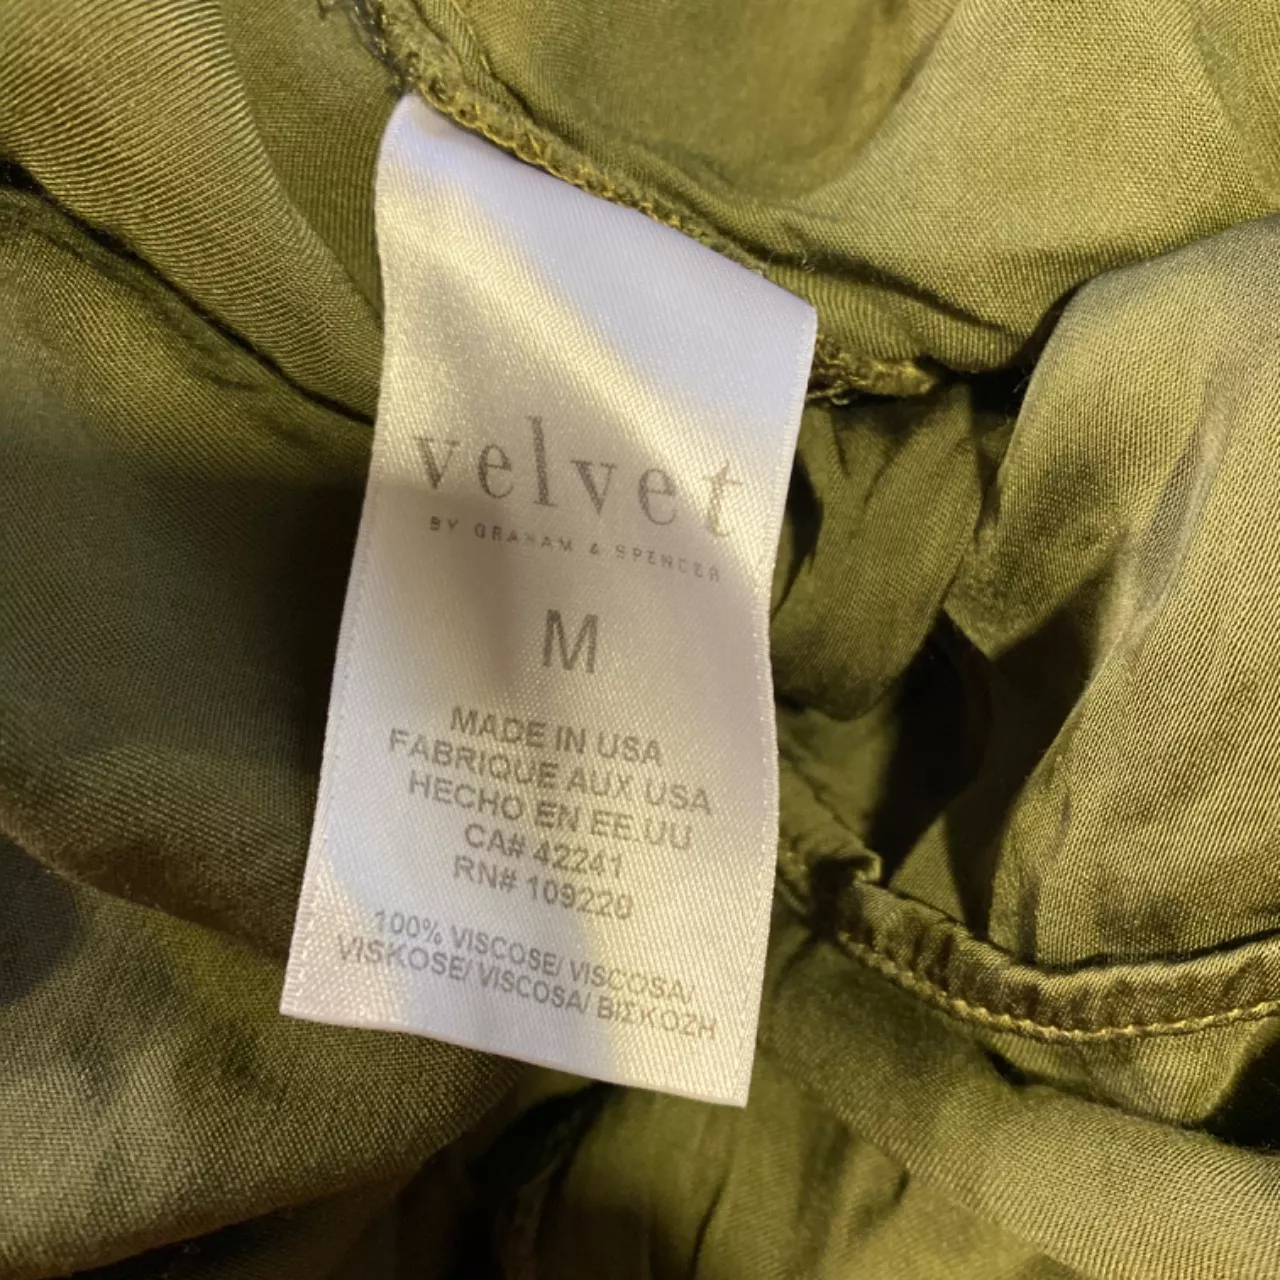 velvet
BY GRAHAM & SPENCER
M
MADE IN USA
FABRIQUE AUX USA
HECHO EN EE.UU
CA# 42241
RN# 109220
100% VISCOSE/ VISCOSA/
VISKOSE/ VISCOSA/ ΒΙΣΚΟΖΗ